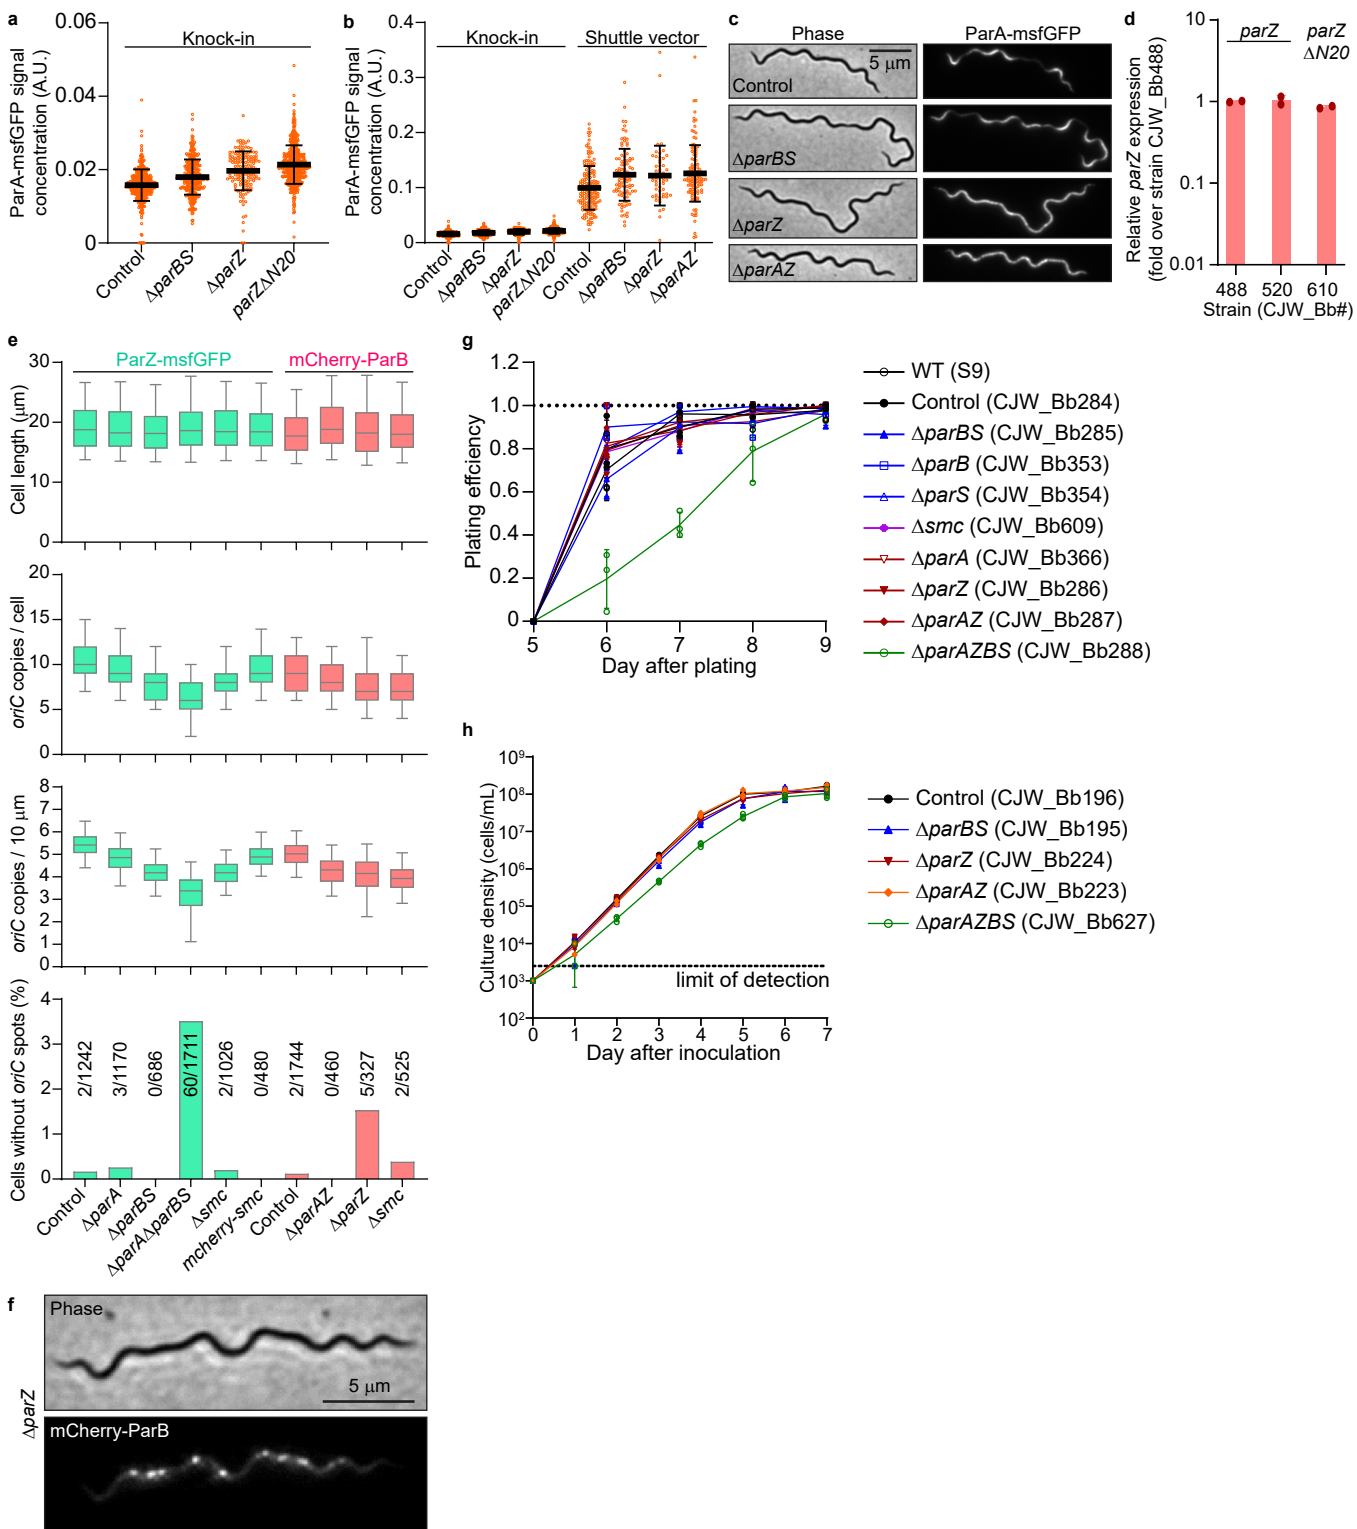 a
ParA-msfGFP signal
concentration (A.U.)
0.06
0.04
0.02
0
Knock-in
Control
ΔparBS
ΔparZ
parZΔN20
b
ParA-msfGFP signal
concentration (A.U.)
0.4
0.3
0.2
0.1
0
Knock-in
Shuttle vector
Control
ΔparBS
ΔparZ
parZΔN20
Control
ΔparBS
ΔparZ
ΔparAZ
c
Phase
ParA-msfGFP
5 μm
Control
ΔparBS
ΔparZ
ΔparAZ
d
Relative parZ expression
(fold over strain CJW_Bb488)
10
1
0.1
0.01
parZ
parZ
ΔN20
488 520 610
Strain (CJW_Bb#)
e
ParZ-msfGFP
mCherry-ParB
Cell length (μm)
30
20
10
0
oriC copies / cell
20
15
10
5
0
oriC copies / 10 μm
8
7
6
5
4
3
2
1
0
Cells without oriC spots (%)
4
3
2
1
0
2/1242
3/1170
0/686
60/1711
2/1026
0/480
2/1744
0/460
5/327
2/525
Control
ΔparA
ΔparBS
ΔparAΔparBS
Δsmc
mcherry-smc
Control
ΔparAZ
ΔparZ
Δsmc
f
ΔparZ
Phase
5 μm
mCherry-ParB
g
Plating effciency
1.2
1.0
0.8
0.6
0.4
0.2
0
5 6 7 8 9
Day after plating
WT (S9)
Control (CJW_Bb284)
ΔparBS (CJW_Bb285)
ΔparB (CJW_Bb353)
ΔparS (CJW_Bb354)
Δsmc (CJW_Bb609)
ΔparA (CJW_Bb366)
ΔparZ (CJW_Bb286)
ΔparAZ (CJW_Bb287)
ΔparAZBS (CJW_Bb288)
h
Culture density (cells/mL)
10⁹
10⁸
10⁷
10⁶
10⁵
10⁴
10³
10²
limit of detection
0 1 2 3 4 5 6 7
Day after inoculation
Control (CJW_Bb196)
ΔparBS (CJW_Bb195)
ΔparZ (CJW_Bb224)
ΔparAZ (CJW_Bb223)
ΔparAZBS (CJW_Bb627)